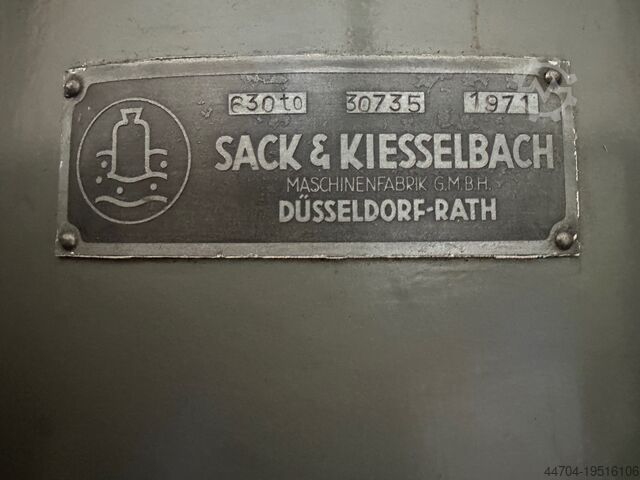 630to 30735 1971
SACK & KIESSELBACH
MASCHINENFABRIK G.M.B.H.
DÜSSELDORF-RATH
44704-19516106